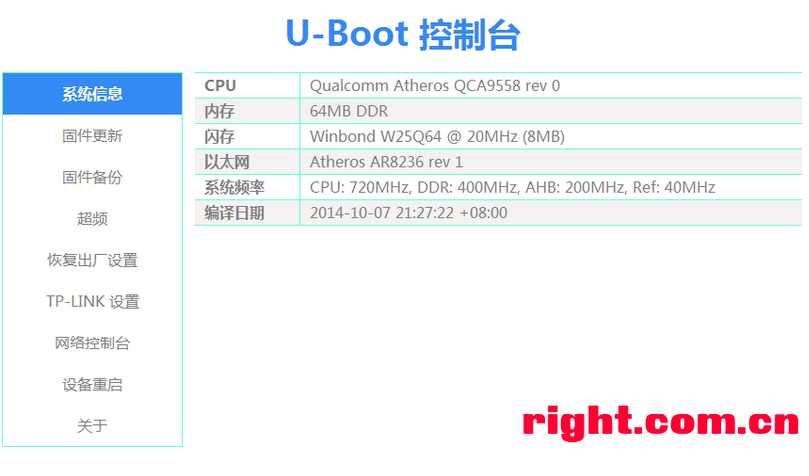 U-Boot 控制台
系统信息
固件更新
固件备份
超频
恢复出厂设置
TP-LINK 设置
网络控制台
设备重启
关于
CPU Qualcomm Atheros QCA9558 rev 0
内存 64MB DDR
闪存 Winbond W25Q64 @ 20MHz (8MB)
以太网 Atheros AR8236 rev 1
系统频率 CPU: 720MHz, DDR: 400MHz, AHB: 200MHz, Ref: 40MHz
编译日期 2014-10-07 21:27:22 +08:00
right.com.cn